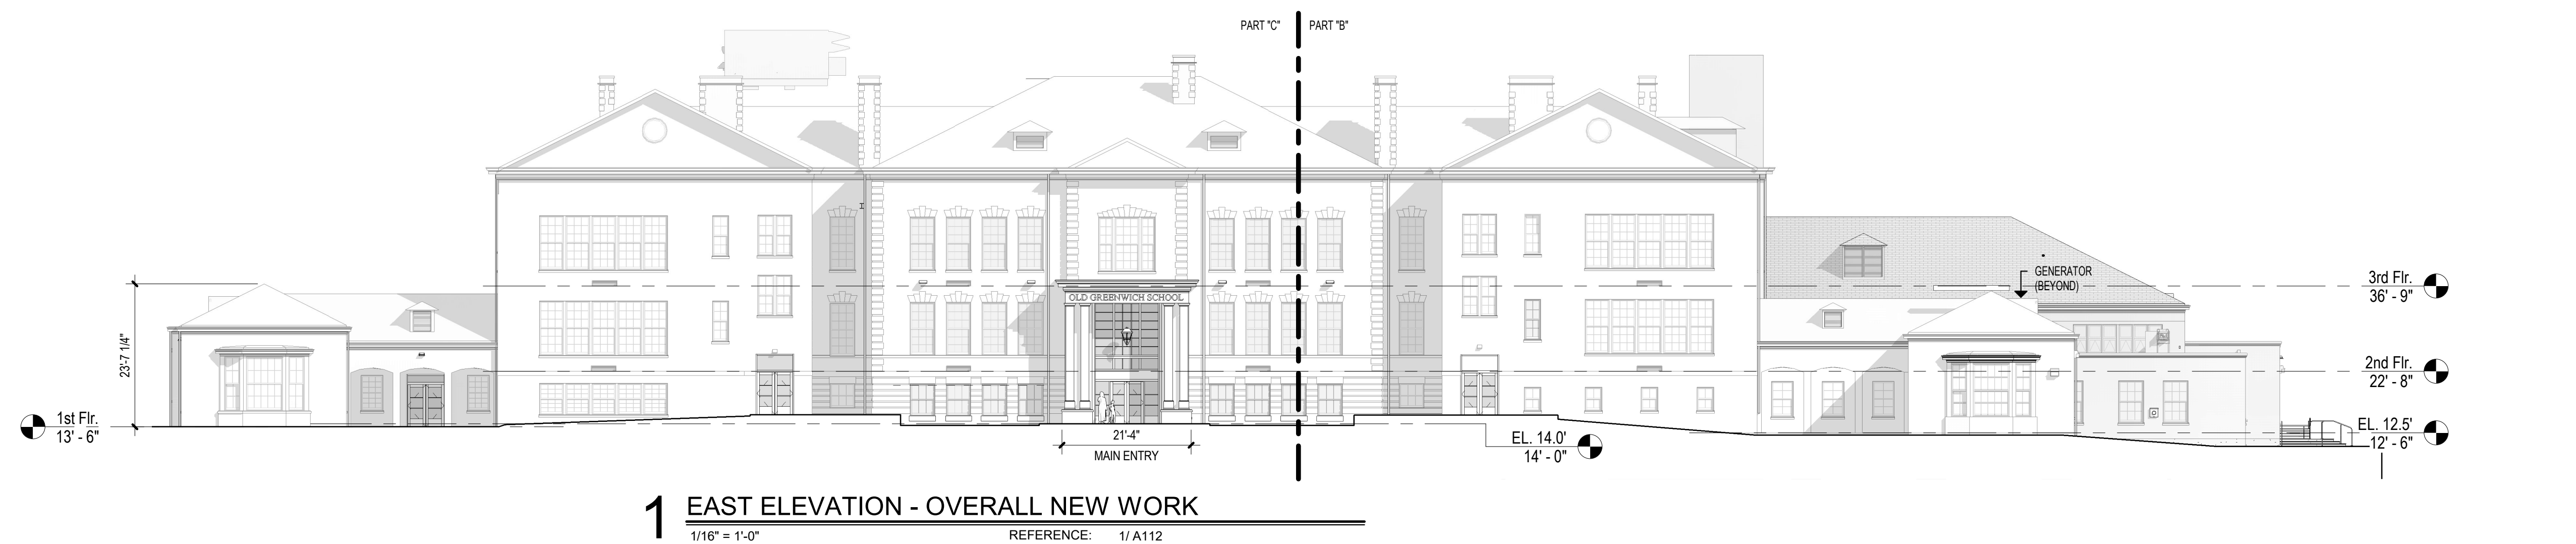 PART "C" PART "B"
GENERATOR
(BEYOND)
3rd Flr.
36' - 9"
OLD GREENWICH SCHOOL
23'-7 1/4"
2nd Flr.
22' - 8"
1st Flr.
13' - 6"
EL. 12.5'
12' - 6"
21'-4"
MAIN ENTRY
EL. 14.0'
14' - 0"
1 EAST ELEVATION - OVERALL NEW WORK
1/16" = 1'-0" REFERENCE: 1/ A112